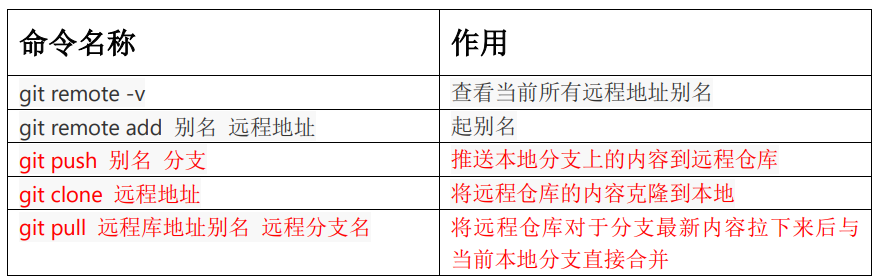 命令名称 作用
git remote -v 查看当前所有远程地址别名
git remote add 别名 远程地址 起别名
git push 别名 分支 推送本地分支上的内容到远程仓库
git clone 远程地址 将远程仓库的内容克隆到本地
git pull 远程库地址别名 远程分支名 将远程仓库对于分支最新内容拉下来后与
当前本地分支直接合并